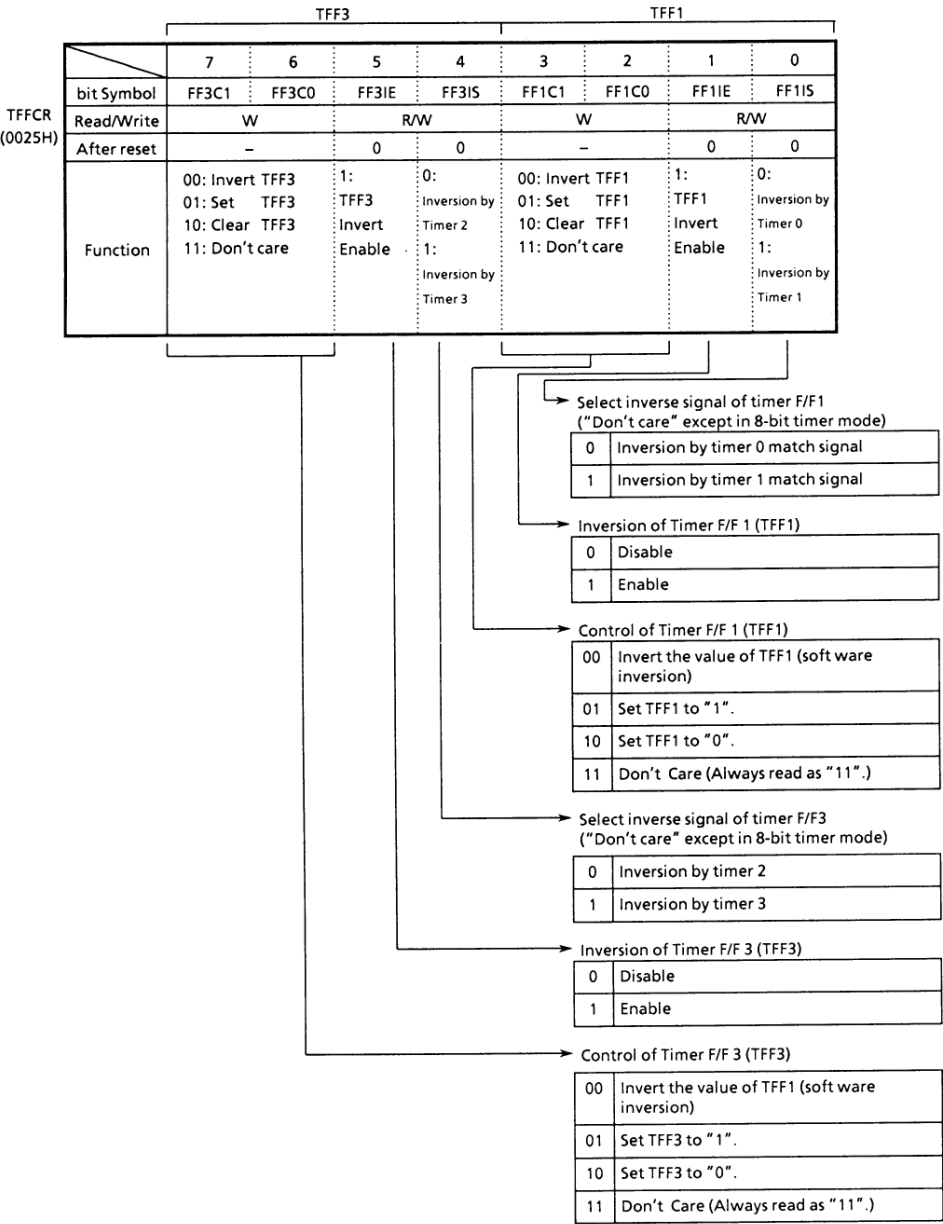 TFF3 TFF1
7 6 5 4 3 2 1 0
bit Symbol FF3C1 FF3C0 FF3IE FF3IS FF1C1 FF1C0 FF1IE FF1IS
TFFCR
(0025H)
Read/Write W R/W W R/W
After reset – 0 0 – 0 0
Function
00: Invert TFF3
01: Set TFF3
10: Clear TFF3
11: Don't care
1:
TFF3
Invert
Enable
0:
Inversion by
Timer 2
1:
Inversion by
Timer 3
00: Invert TFF1
01: Set TFF1
10: Clear TFF1
11: Don't care
1:
TFF1
Invert
Enable
0:
Inversion by
Timer 0
1:
Inversion by
Timer 1
Select inverse signal of timer F/F1
("Don't care" except in 8-bit timer mode)
0 Inversion by timer 0 match signal
1 Inversion by timer 1 match signal
Inversion of Timer F/F 1 (TFF1)
0 Disable
1 Enable
Control of Timer F/F 1 (TFF1)
00 Invert the value of TFF1 (soft ware
inversion)
01 Set TFF1 to "1".
10 Set TFF1 to "0".
11 Don't Care (Always read as "11".)
Select inverse signal of timer F/F3
("Don't care" except in 8-bit timer mode)
0 Inversion by timer 2
1 Inversion by timer 3
Inversion of Timer F/F 3 (TFF3)
0 Disable
1 Enable
Control of Timer F/F 3 (TFF3)
00 Invert the value of TFF1 (soft ware
inversion)
01 Set TFF3 to "1".
10 Set TFF3 to "0".
11 Don't Care (Always read as "11".)